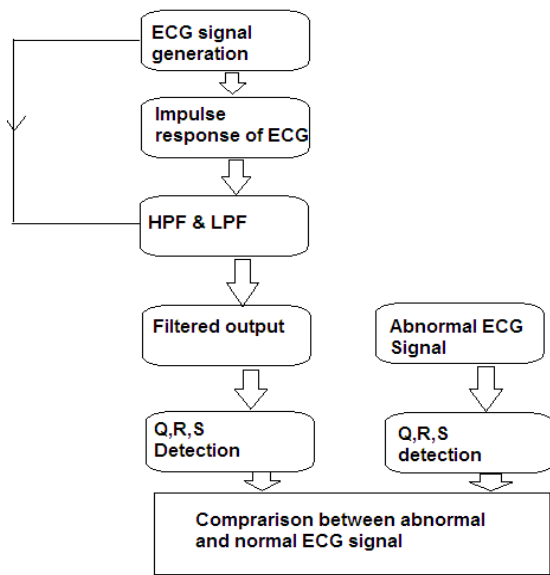 ECG signal
generation
Impulse
response of ECG
HPF & LPF
Filtered output
Abnormal ECG
Signal
Q,R,S
Detection
Q,R,S
detection
Comprarison between abnormal
and normal ECG signal